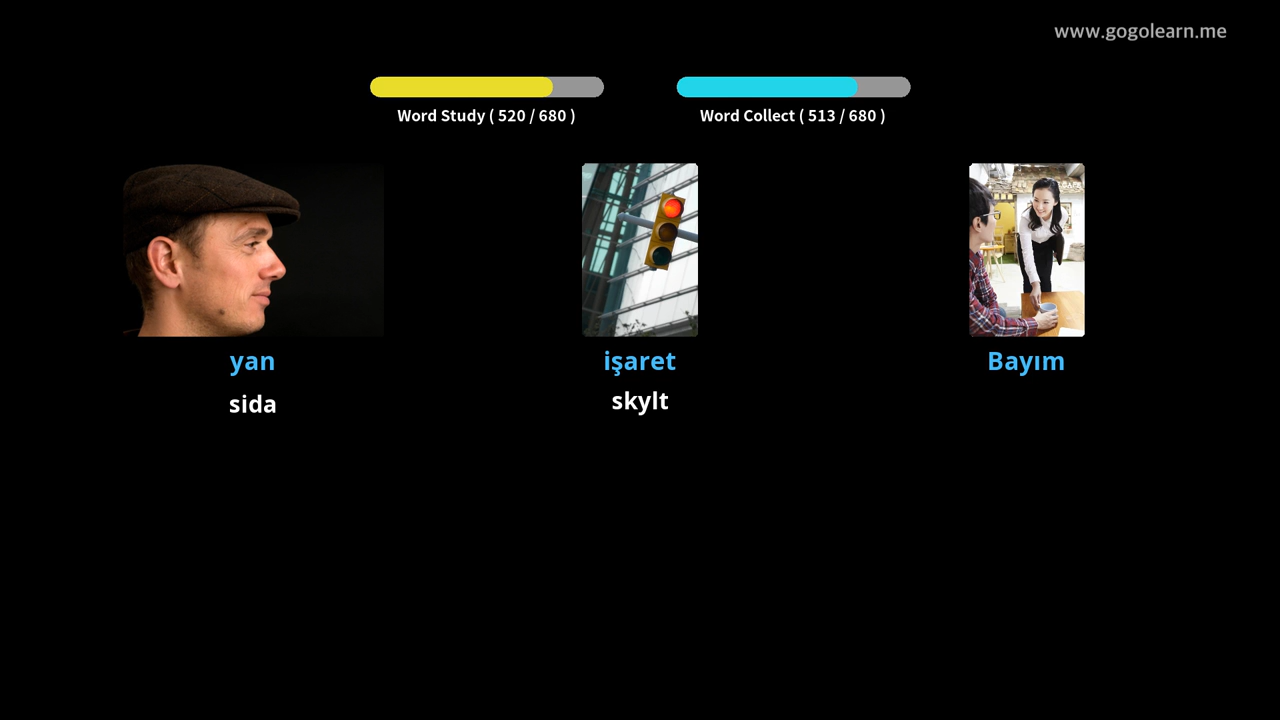 www.gogolearn.me
Word Study ( 520 / 680 )
Word Collect ( 513 / 680 )
yan
işaret
Bayım
sida
skylt